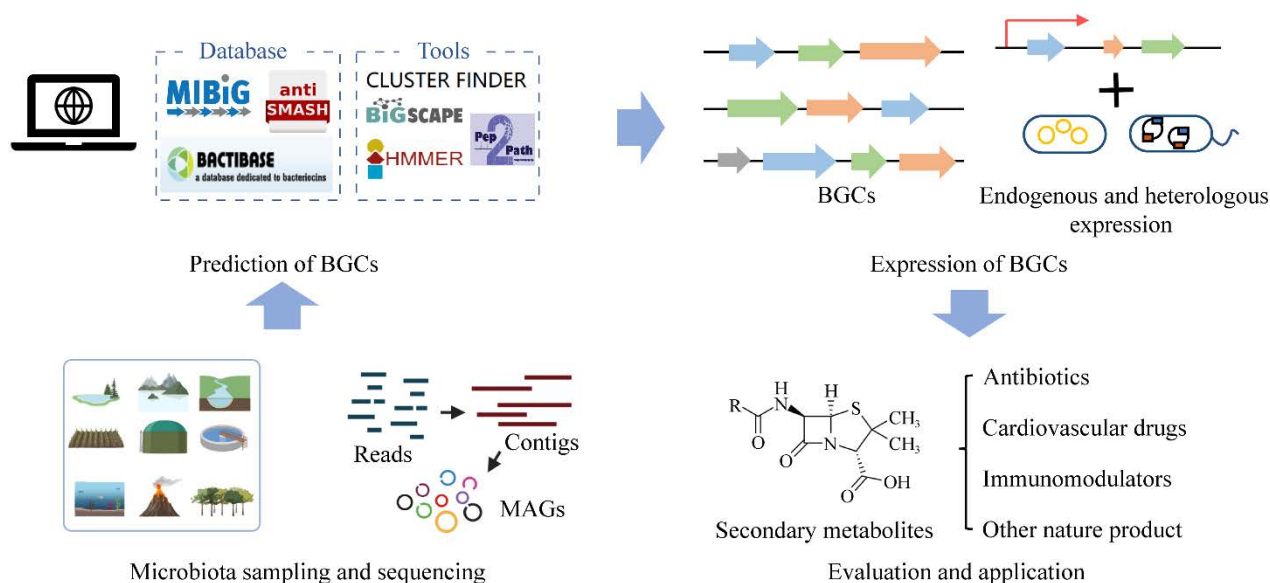 Database
MIBiG
anti
SMASH
BACTIBASE
a database dedicated to bacteriocins
Tools
CLUSTER FINDER
BiGSCAPE
HMMER
Pep
2
Path
Prediction of BGCs
BGCs
Endogenous and heterologous
expression
Expression of BGCs
Reads
Contigs
MAGs
Microbiota sampling and sequencing
R
H
N
O
H
S
CH₃
CH₃
N
O
O
OH
Secondary metabolites
Antibiotics
Cardiovascular drugs
Immunomodulators
Other nature product
Evaluation and application